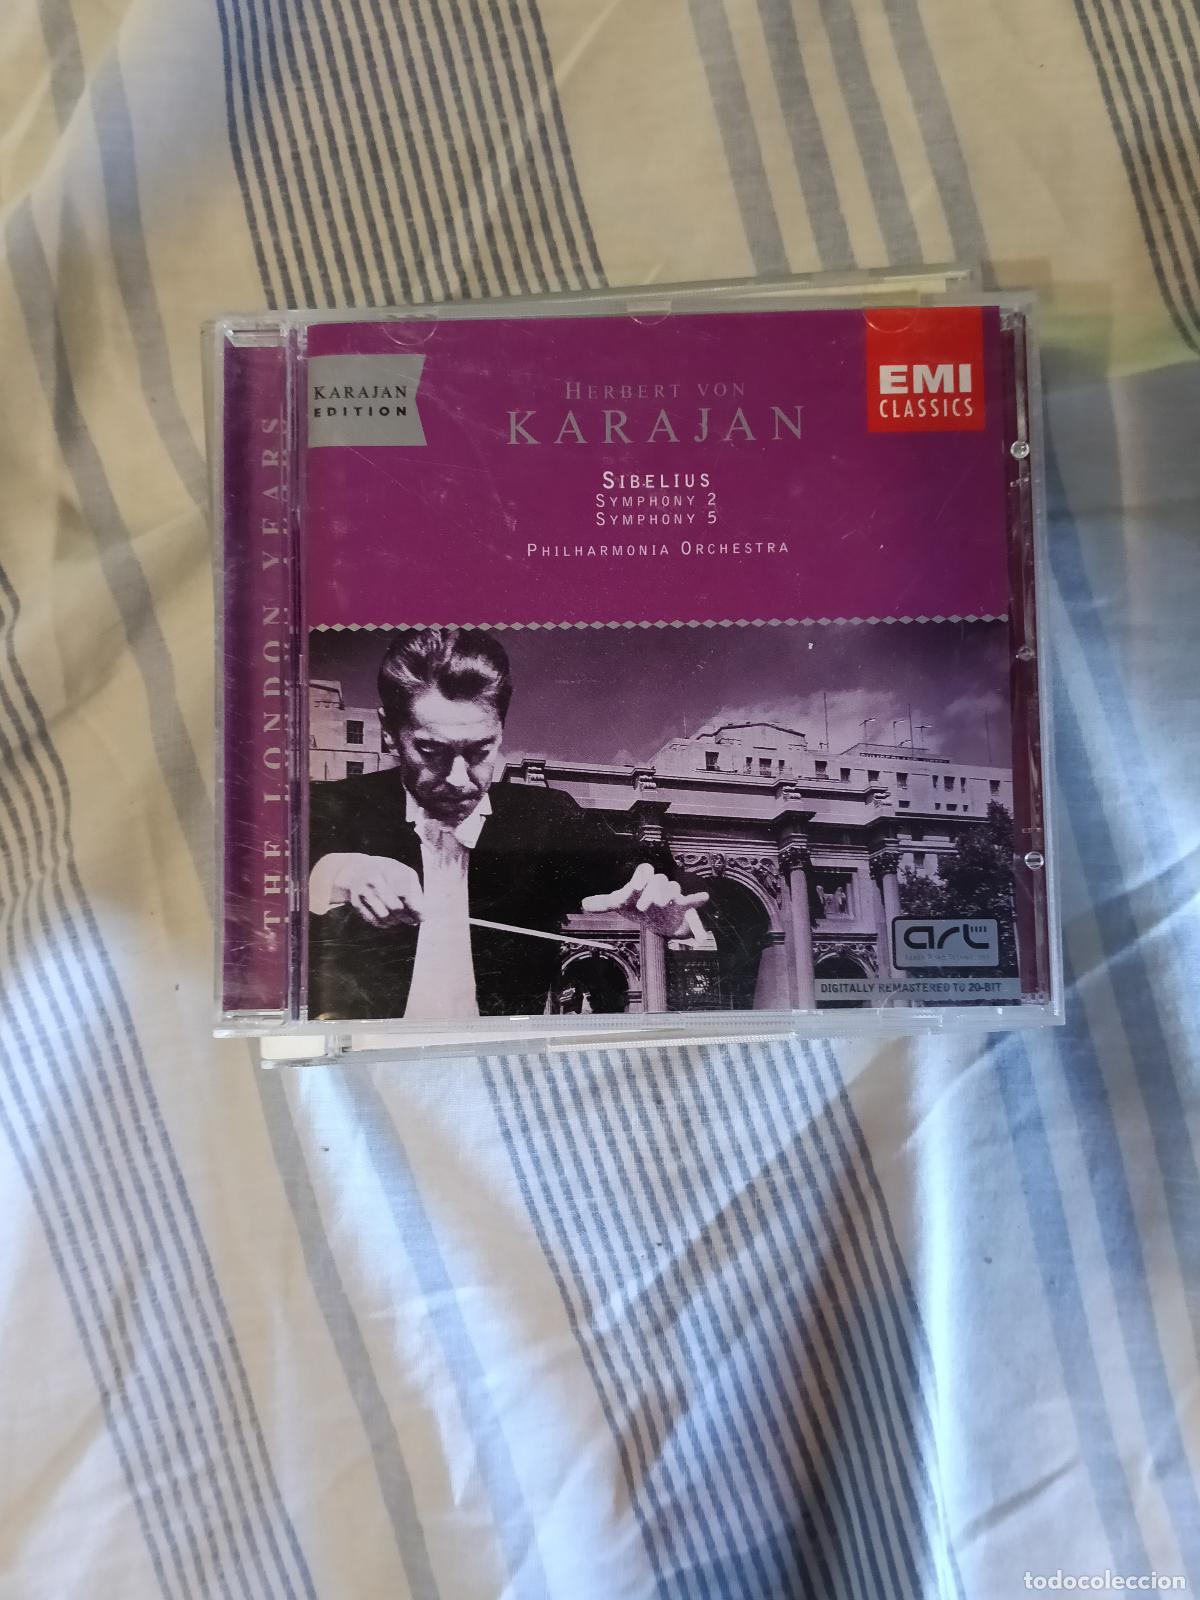 KARAJAN
EDITION
HERBERT VON
KARAJAN
EMI
CLASSICS
SIBELIUS
SYMPHONY 2
SYMPHONY 5
PHILHARMONIA ORCHESTRA
THE LONDON YEARS
art
DIGITALLY REMASTERED TO 20-BIT
todocoleccion